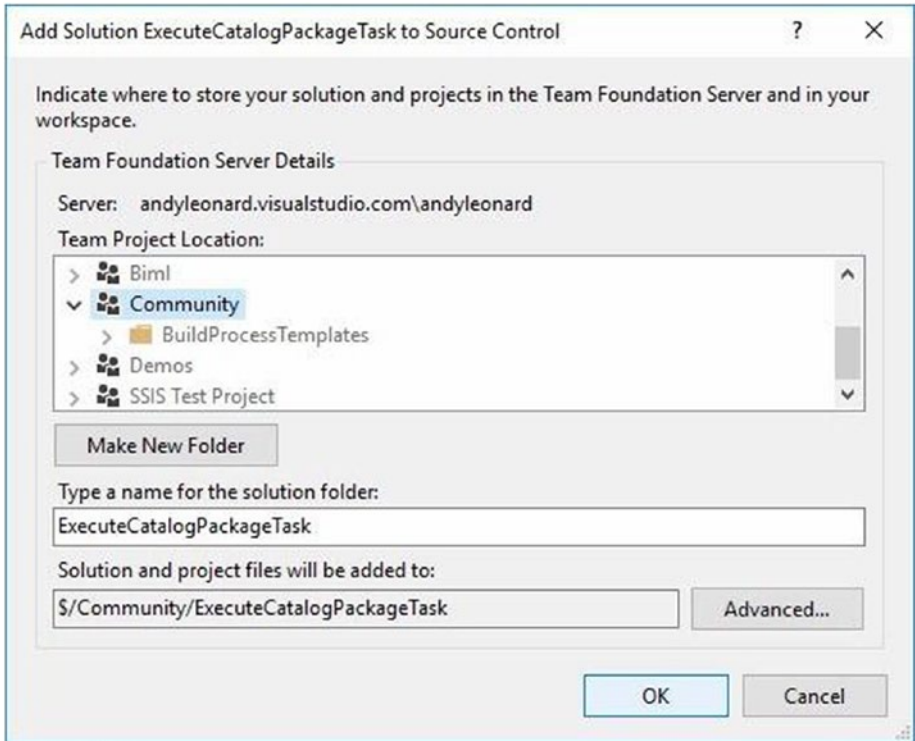 Add Solution ExecuteCatalogPackageTask to Source Control ?
Indicate where to store your solution and projects in the Team Foundation Server and in your
workspace.
Team Foundation Server Details
Server: andyleonard.visualstudio.com\andyleonard
Team Project Location:
Biml
Community
BuildProcessTemplates
Demos
SSIS Test Project
Make New Folder
Type a name for the solution folder:
ExecuteCatalogPackageTask
Solution and project files will be added to:
$/Community/ExecuteCatalogPackageTask Advanced...
OK Cancel